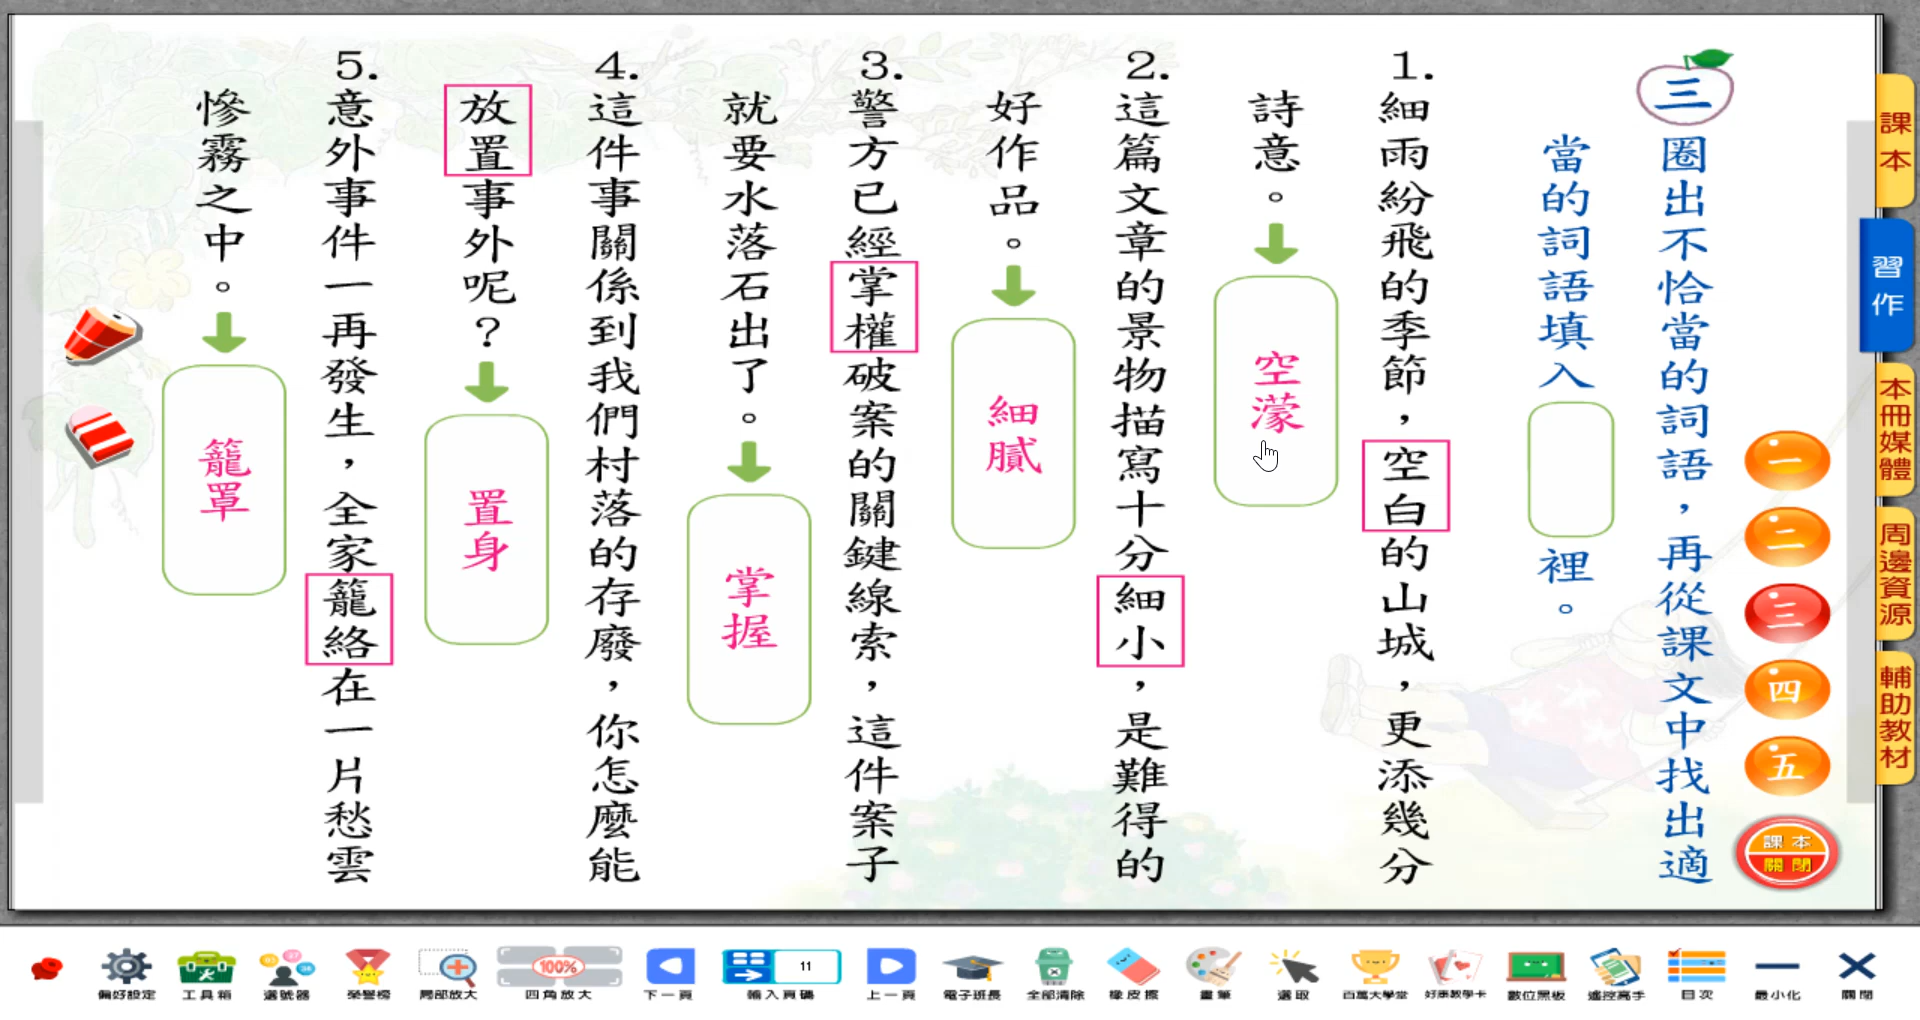 三
圈出不恰當的詞語，再從課文中找出適
當的詞語填入　裡。
1.
細雨紛飛的季節，空白的山城，更添幾分
詩意。
空濛
2.
這篇文章的景物描寫十分細小，是難得的
好作品。
細膩
3.
警方已經掌權破案的關鍵線索，這件案子
就要水落石出了。
掌握
4.
這件事關係到我們村落的存廢，你怎麼能
放置事外呢？
置身
5.
意外事件一再發生，全家籠絡在一片愁雲
慘霧之中。
籠罩
課本
習作
本冊媒體
周邊資源
輔助教材
一
二
三
四
五
課本
關閉
偏好設定
工具箱
選號器
榮譽榜
局部放大
100%
四角放大
下一頁
11
輸入頁碼
上一頁
電子班長
全部清除
橡皮擦
畫筆
選取
百萬大學堂
好康教學卡
數位黑板
遙控高手
目次
最小化
關閉